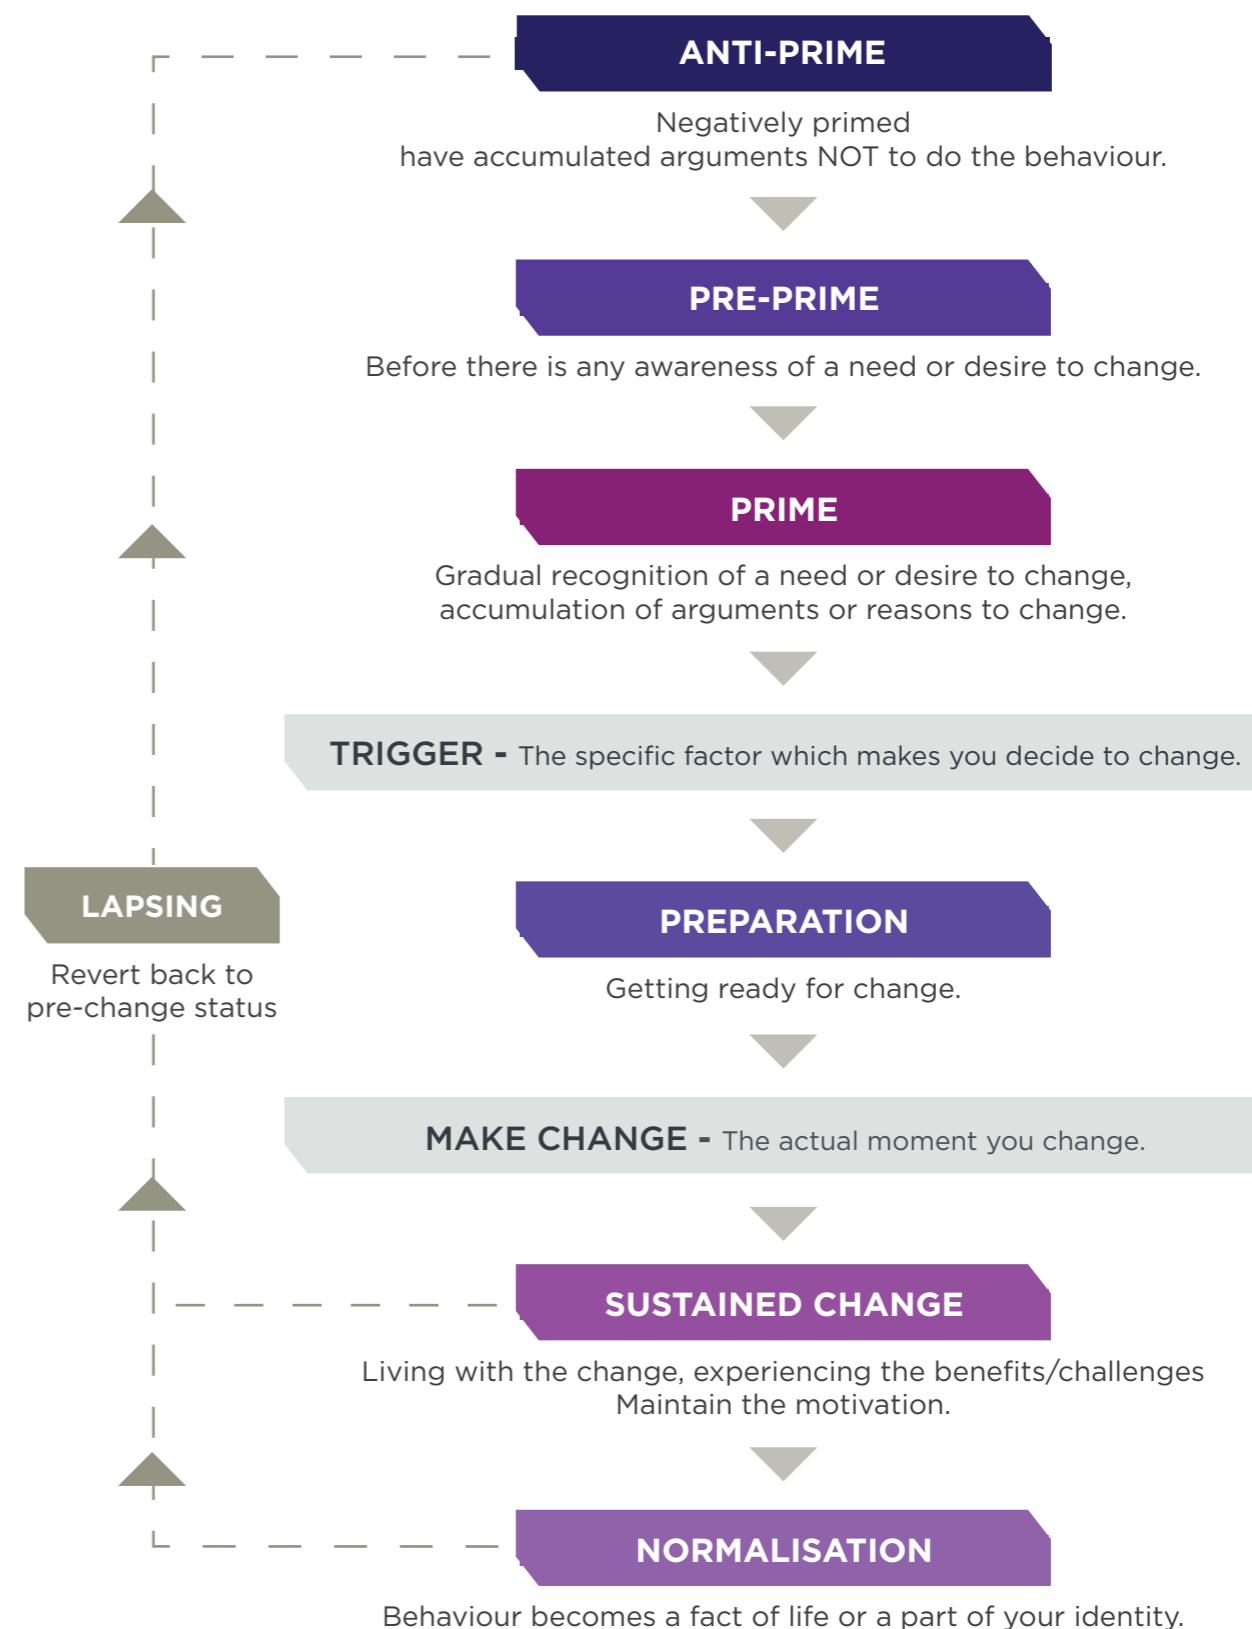 ANTI-PRIME
Negatively primed
have accumulated arguments NOT to do the behaviour.
PRE-PRIME
Before there is any awareness of a need or desire to change.
PRIME
Gradual recognition of a need or desire to change,
accumulation of arguments or reasons to change.
TRIGGER - The specific factor which makes you decide to change.
LAPSING
Revert back to
pre-change status
PREPARATION
Getting ready for change.
MAKE CHANGE - The actual moment you change.
SUSTAINED CHANGE
Living with the change, experiencing the benefits/challenges
Maintain the motivation.
NORMALISATION
Behaviour becomes a fact of life or a part of your identity.